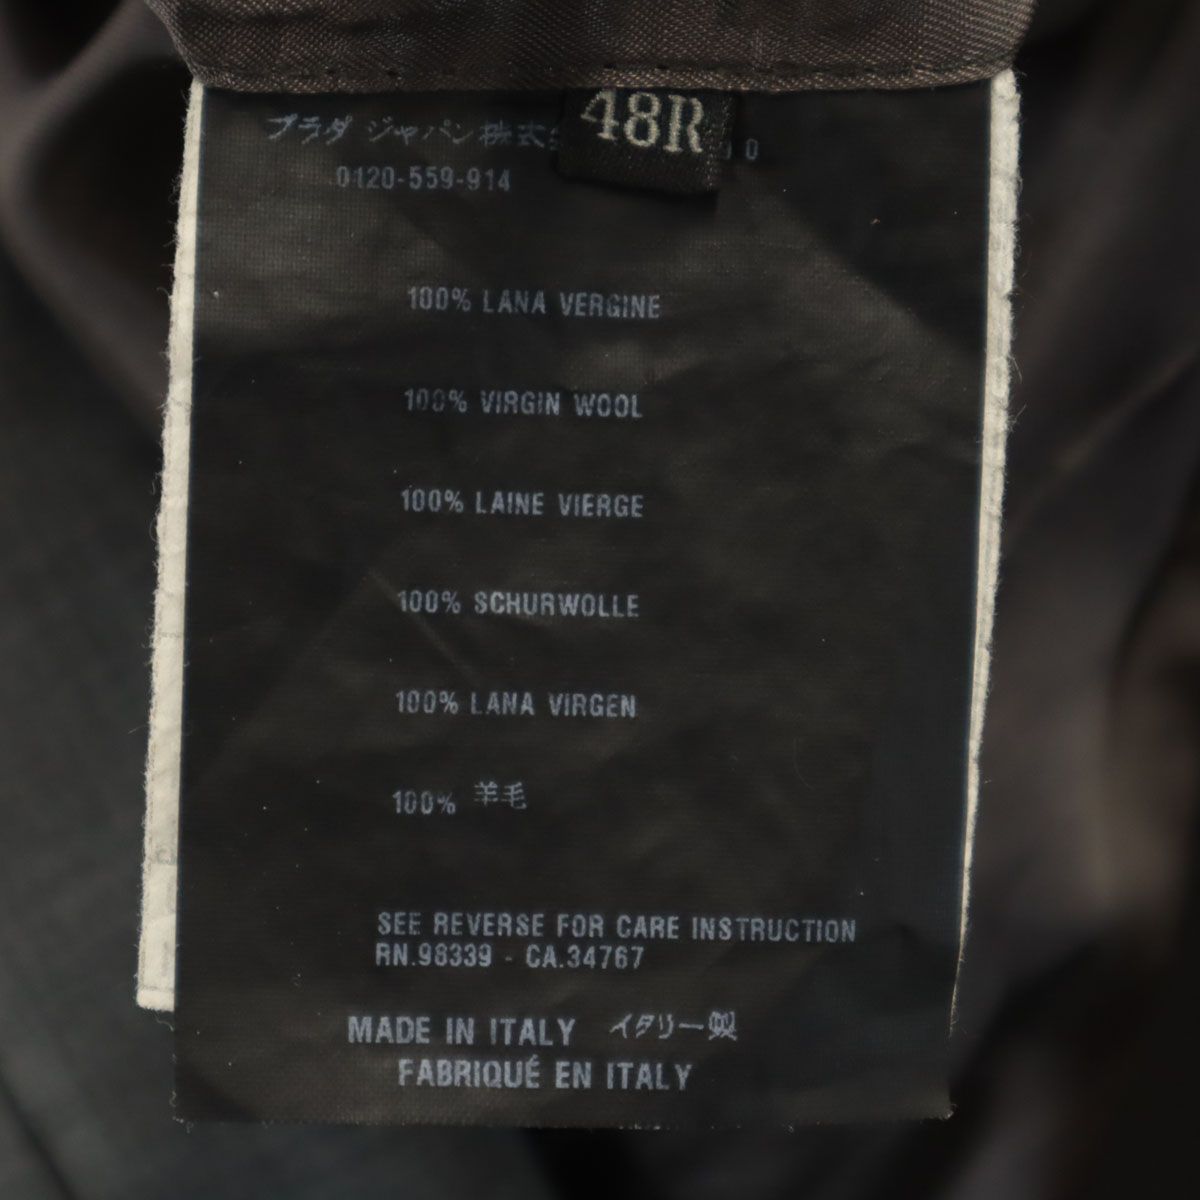 プラダ ジャパン株式
48R
0120-559-914
100% LANA VERGINE
100% VIRGIN WOOL
100% LAINE VIERGE
100% SCHURWOLLE
100% LANA VIRGEN
100% 羊毛
SEE REVERSE FOR CARE INSTRUCTION
RN.98339 - CA.34767
MADE IN ITALY イタリー製
FABRIQUÉ EN ITALY